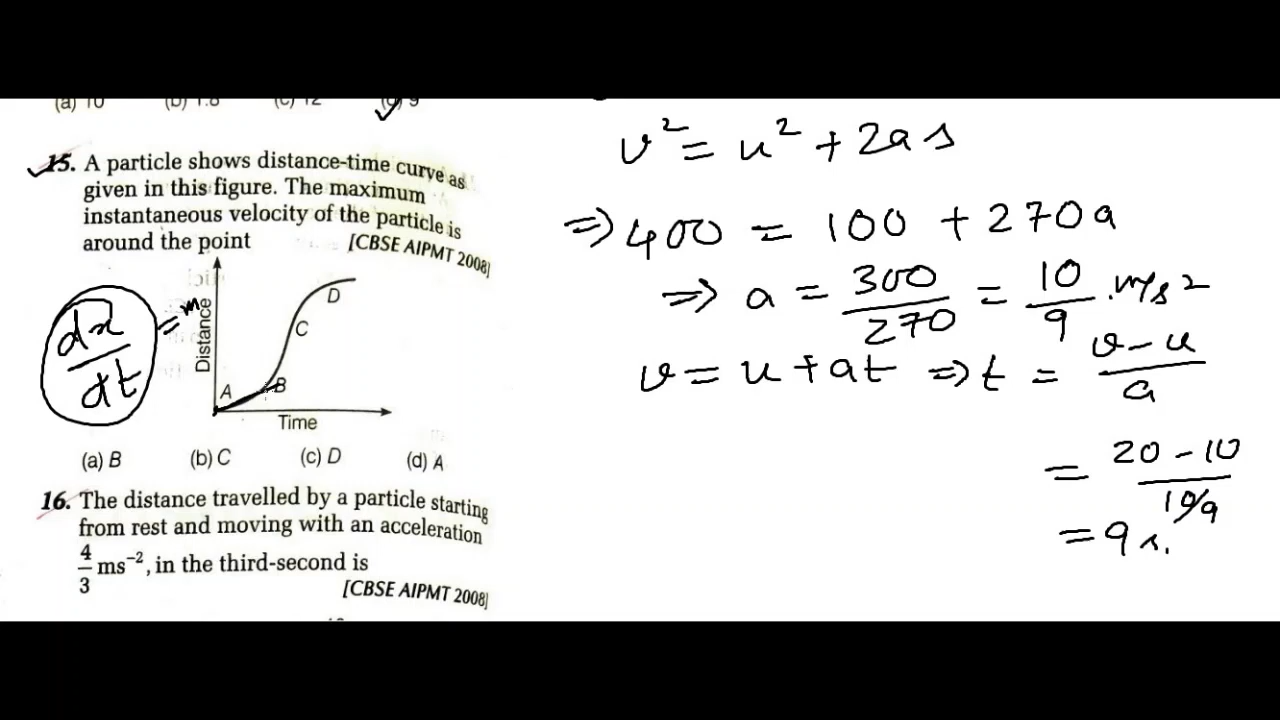 (a) 10 (b) 1.8 (c) 12 (d) 9
15. A particle shows distance-time curve as
given in this figure. The maximum
instantaneous velocity of the particle is
around the point [CBSE AIPMT 2008]
Distance
A
B
C
D
Time
dx/dt = m
(a) B (b) C (c) D (d) A
16. The distance travelled by a particle starting
from rest and moving with an acceleration
4/3 ms⁻², in the third-second is
[CBSE AIPMT 2008]
v² = u² + 2as
⇒ 400 = 100 + 270a
⇒ a = 300/270 = 10/9 m/s²
v = u + at ⇒ t = v - u/a
= 20 - 10/10/9
= 9 s.